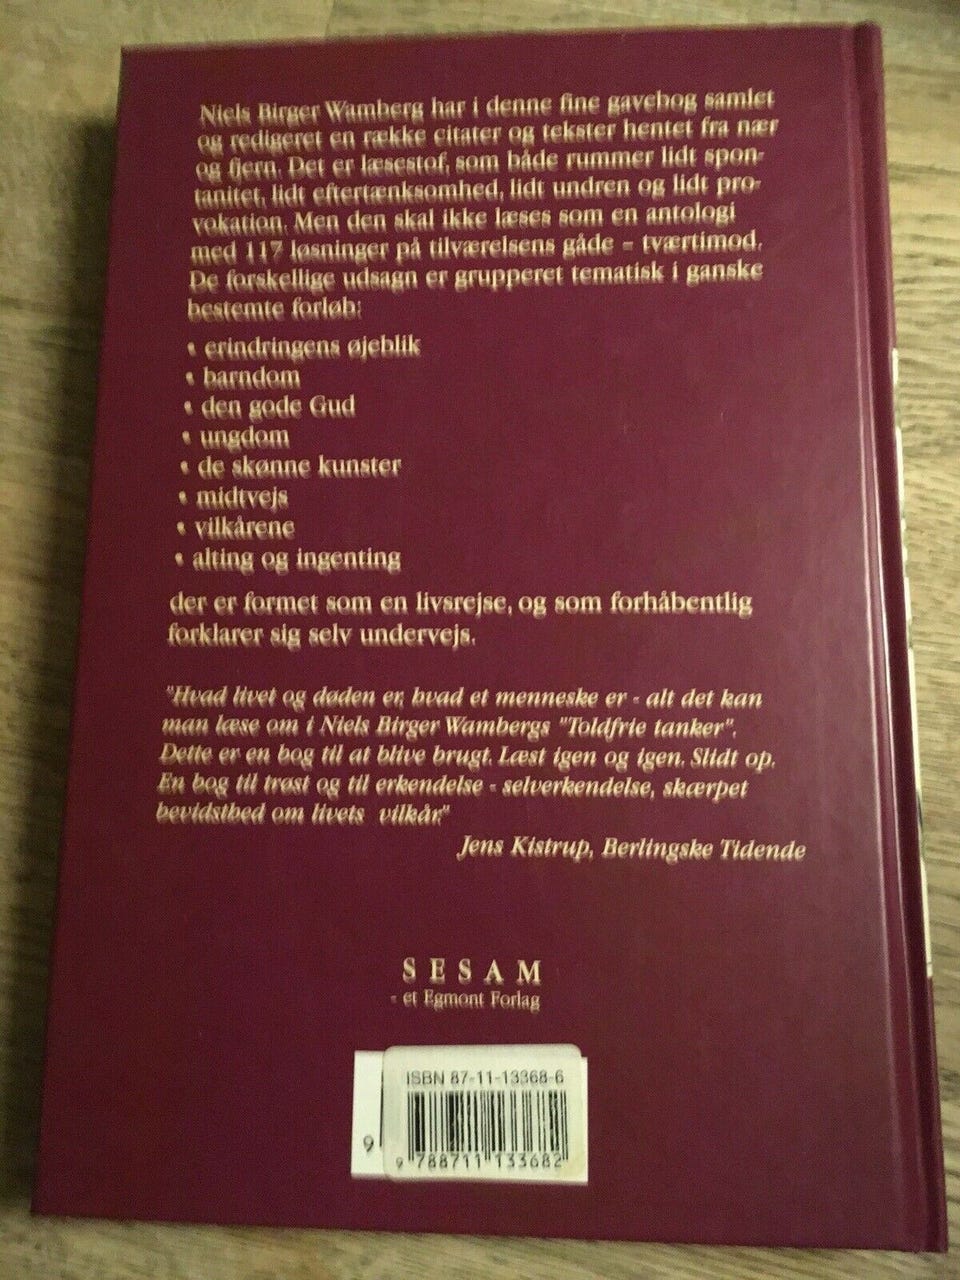 Niels Birger Wamberg har i denne fine gavebog samlet
og redigeret en række citater og tekster hentet fra nær
og fjern. Det er læsestof, som både rummer lidt spon-
tanitet, lidt eftertænksomhed, lidt undren og lidt pro-
vokation. Men den skal ikke læses som en antologi
med 117 løsninger på tilværelsens gåde – tværtimod.
De forskellige udsagn er grupperet tematisk i ganske
bestemte forløb:
• erindringens øjeblik
• barndom
• den gode Gud
• ungdom
• de skønne kunster
• midtvejs
• vilkårene
• alting og ingenting
der er formet som en livsrejse, og som forhåbentlig
forklarer sig selv undervejs.
"Hvad livet og døden er, hvad et menneske er - alt det kan
man læse om i Niels Birger Wambergs "Toldfrie tanker".
Dette er en bog til at blive brugt. Læst igen og igen. Slidt op.
En bog til trøst og til erkendelse - selverkendelse, skærpet
bevidsthed om livets vilkår."
Jens Kistrup, Berlingske Tidende
SESAM
- et Egmont Forlag
ISBN 87-11-13368-6
9
9 788711 133682